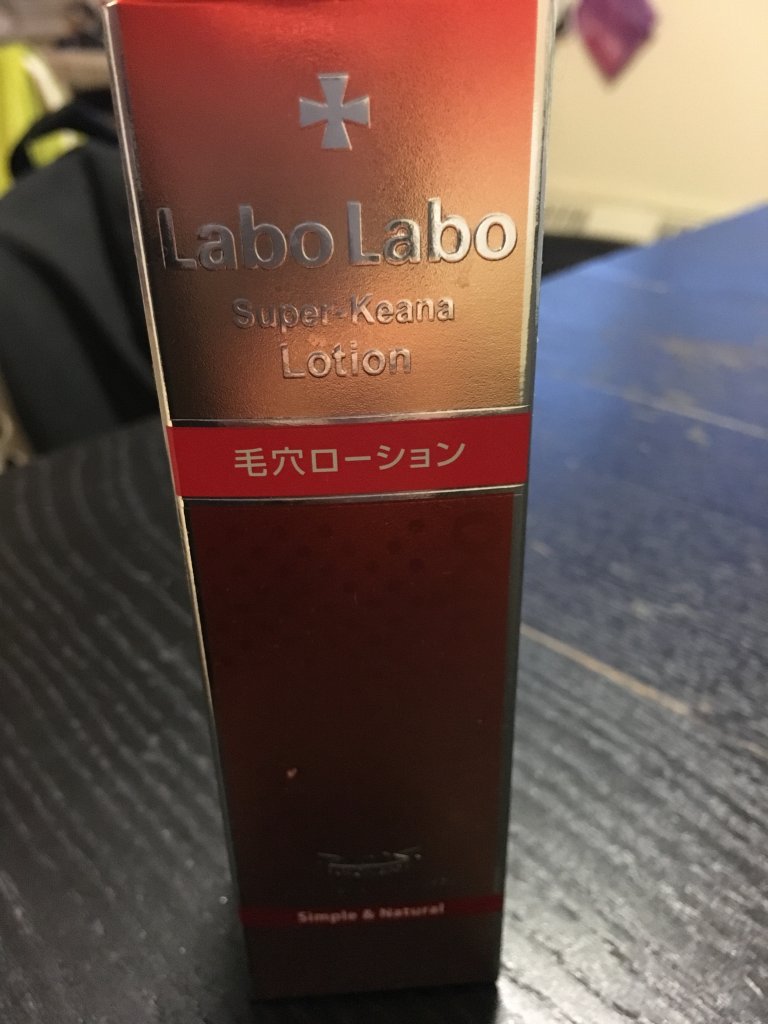 Labo Labo
Super-Keana
Lotion
毛穴ローション
Simple & Natural